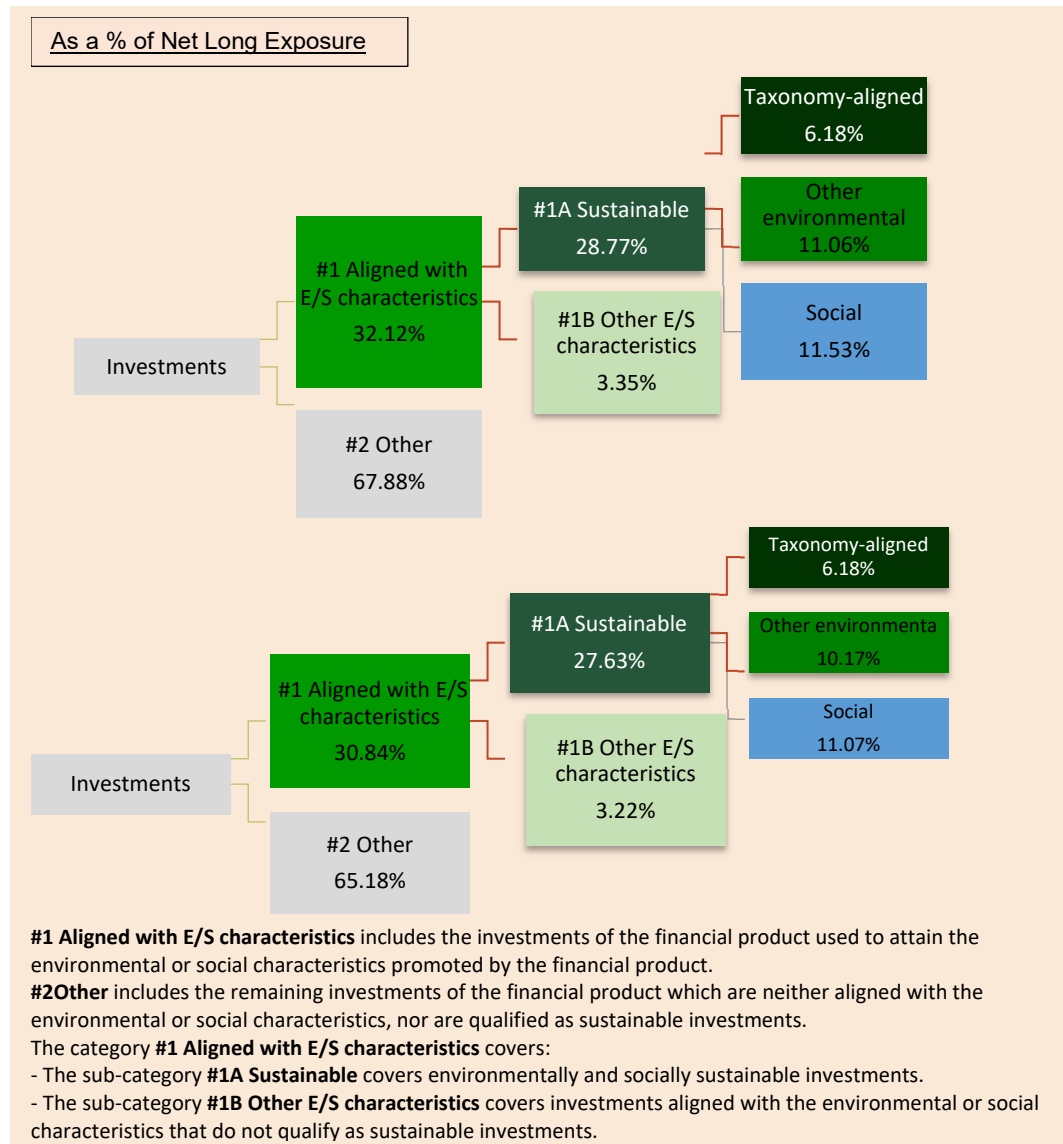 As a % of Net Long Exposure
Taxonomy-aligned
6.18%
#1A Sustainable
28.77%
Other
environmental
11.06%
#1 Aligned with
E/S characteristics
32.12%
#1B Other E/S
characteristics
3.35%
Social
11.53%
Investments
#2 Other
67.88%
Taxonomy-aligned
6.18%
#1A Sustainable
27.63%
Other environmenta
10.17%
#1 Aligned with E/S
characteristics
30.84%
Social
11.07%
#1B Other E/S
characteristics
3.22%
Investments
#2 Other
65.18%
#1 Aligned with E/S characteristics includes the investments of the financial product used to attain the
environmental or social characteristics promoted by the financial product.
#2Other includes the remaining investments of the financial product which are neither aligned with the
environmental or social characteristics, nor are qualified as sustainable investments.
The category #1 Aligned with E/S characteristics covers:
- The sub-category #1A Sustainable covers environmentally and socially sustainable investments.
- The sub-category #1B Other E/S characteristics covers investments aligned with the environmental or social
characteristics that do not qualify as sustainable investments.